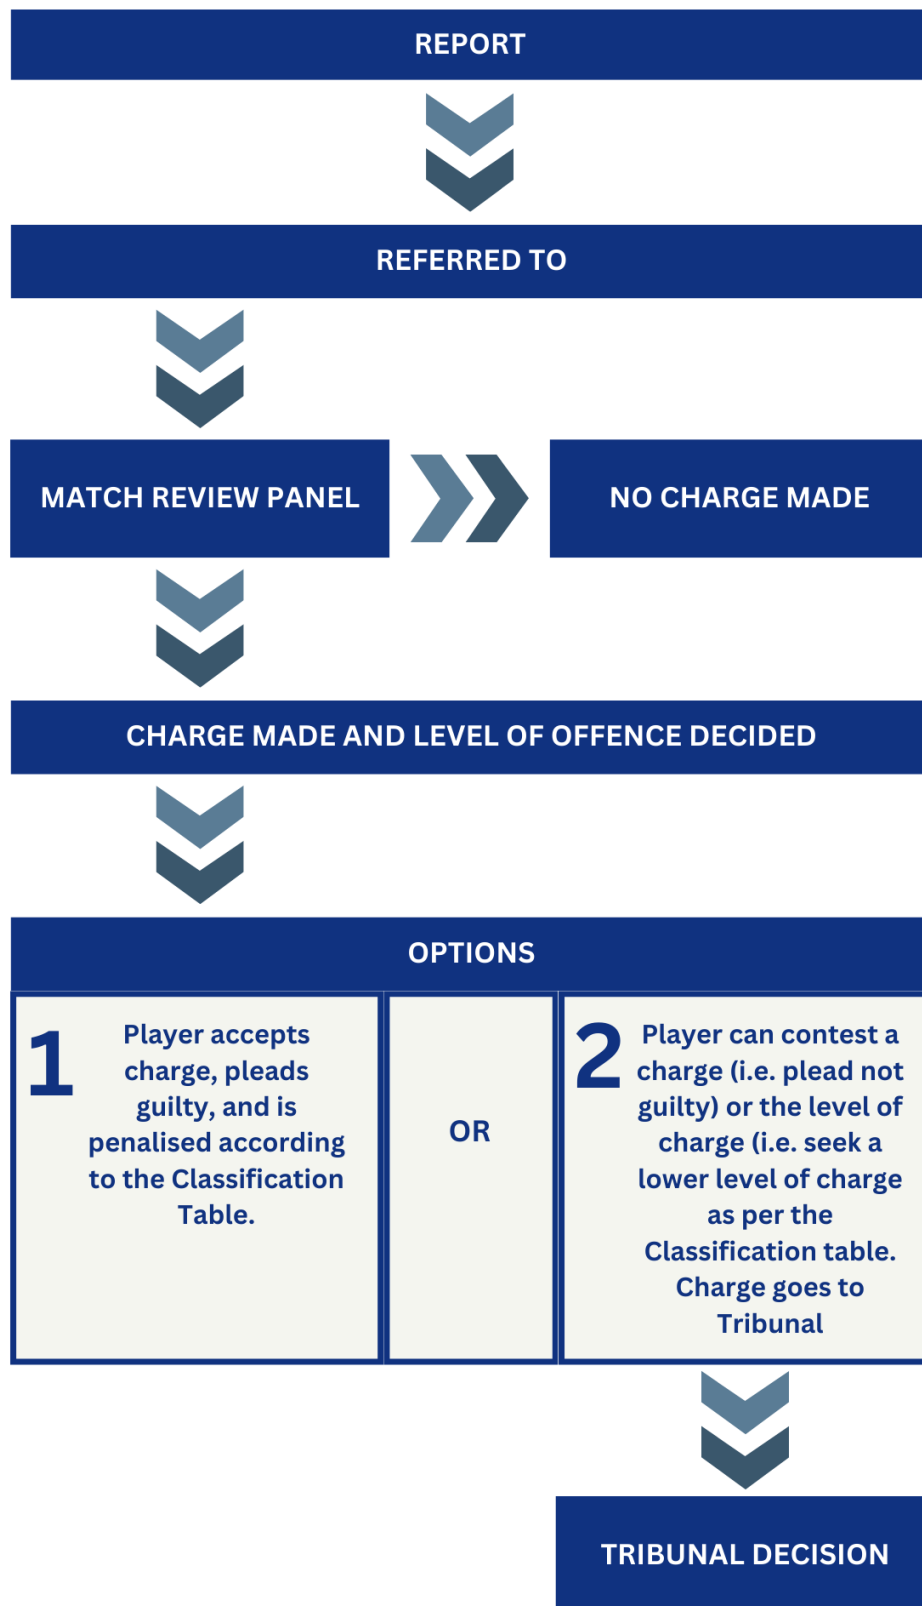 REPORT
REFERRED TO
MATCH REVIEW PANEL
NO CHARGE MADE
CHARGE MADE AND LEVEL OF OFFENCE DECIDED
OPTIONS
1
Player accepts
charge, pleads
guilty, and is
penalised according
to the Classification
Table.
OR
2
Player can contest a
charge (i.e. plead not
guilty) or the level of
charge (i.e. seek a
lower level of charge
as per the
Classification table.
Charge goes to
Tribunal
TRIBUNAL DECISION